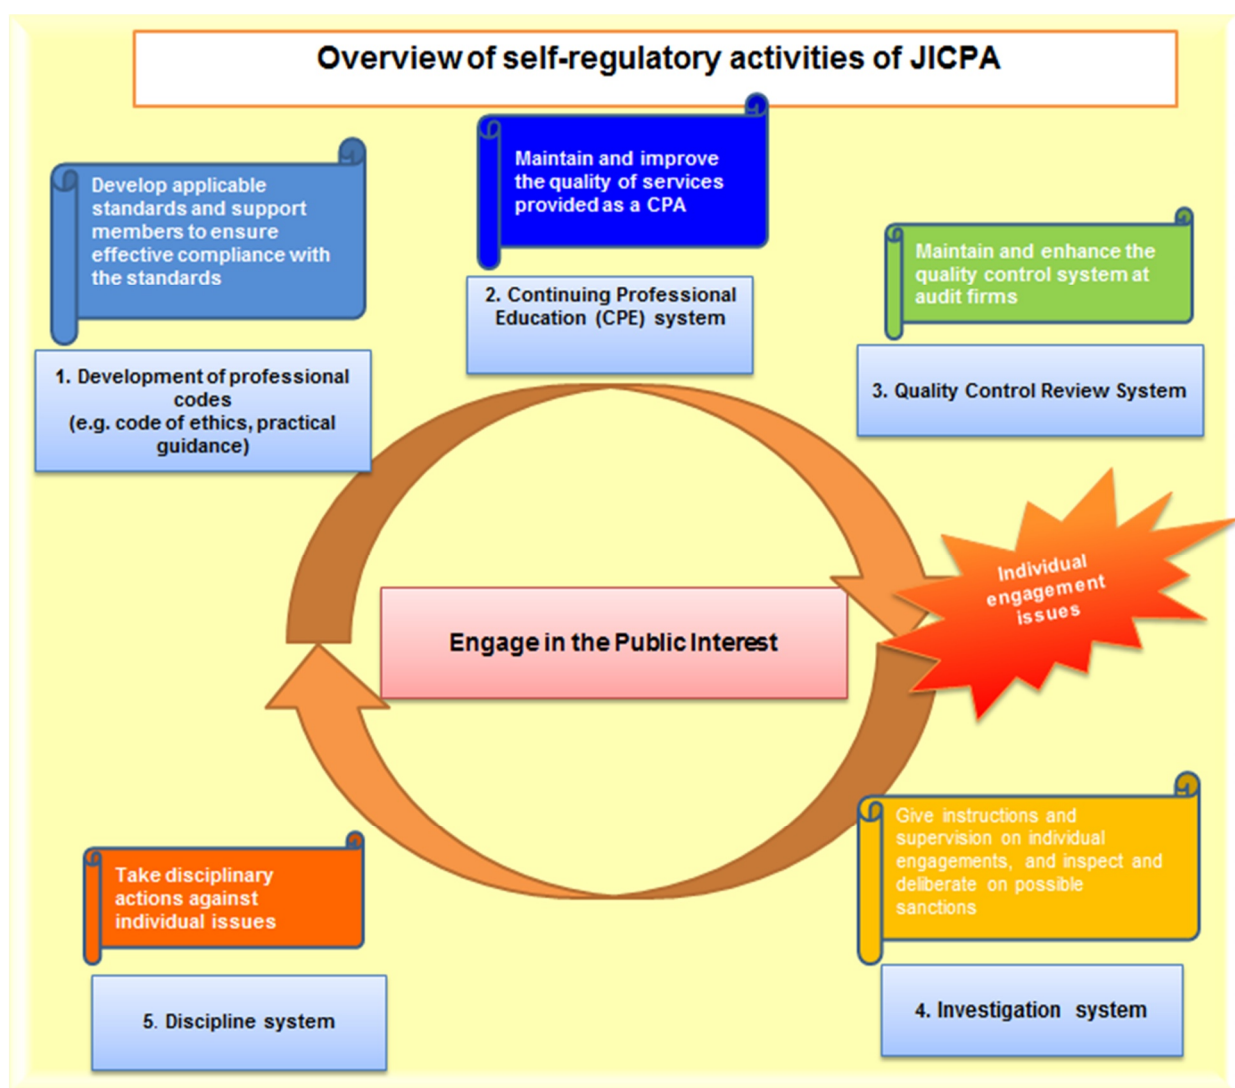 Overview of self-regulatory activities of JICPA
Develop applicable
standards and support
members to ensure
effective compliance with
the standards
1. Development of professional
codes
(e.g. code of ethics, practical
guidance)
Maintain and improve
the quality of services
provided as a CPA
2. Continuing Professional
Education (CPE) system
Maintain and enhance the
quality control system at
audit firms
3. Quality Control Review System
Individual
engagement
issues
Engage in the Public Interest
Give instructions and
supervision on individual
engagements, and inspect and
deliberate on possible
sanctions
4. Investigation system
Take disciplinary
actions against
individual issues
5. Discipline system